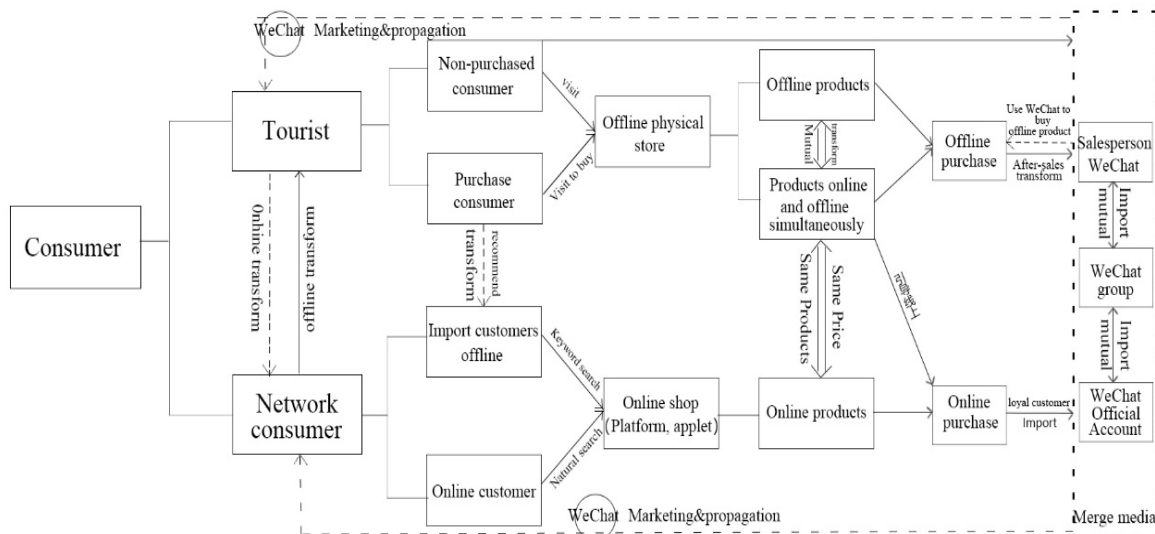 WeChat Marketing&propagation
Non-purchased
consumer
Tourist
visit
Visit to buy
Purchase
consumer
Offline physical
store
Offline products
transform
Mutual
Products online
and offline
simultaneously
Offline
purchase
Use WeChat to
buy
offline product
After-sales
transform
Salesperson
WeChat
Import
mutual
WeChat
group
Import
mutual
WeChat
Official
Account
Consumer
0nhine transform
offline transform
recommend
transform
Import customers
offline
Keyword search
Natural search
Network
consumer
Online customer
Online shop
(Platform, applet)
Same Price
Same Products
Online products
Online
purchase
loyal customer
Import
WeChat Marketing&propagation
Merge media